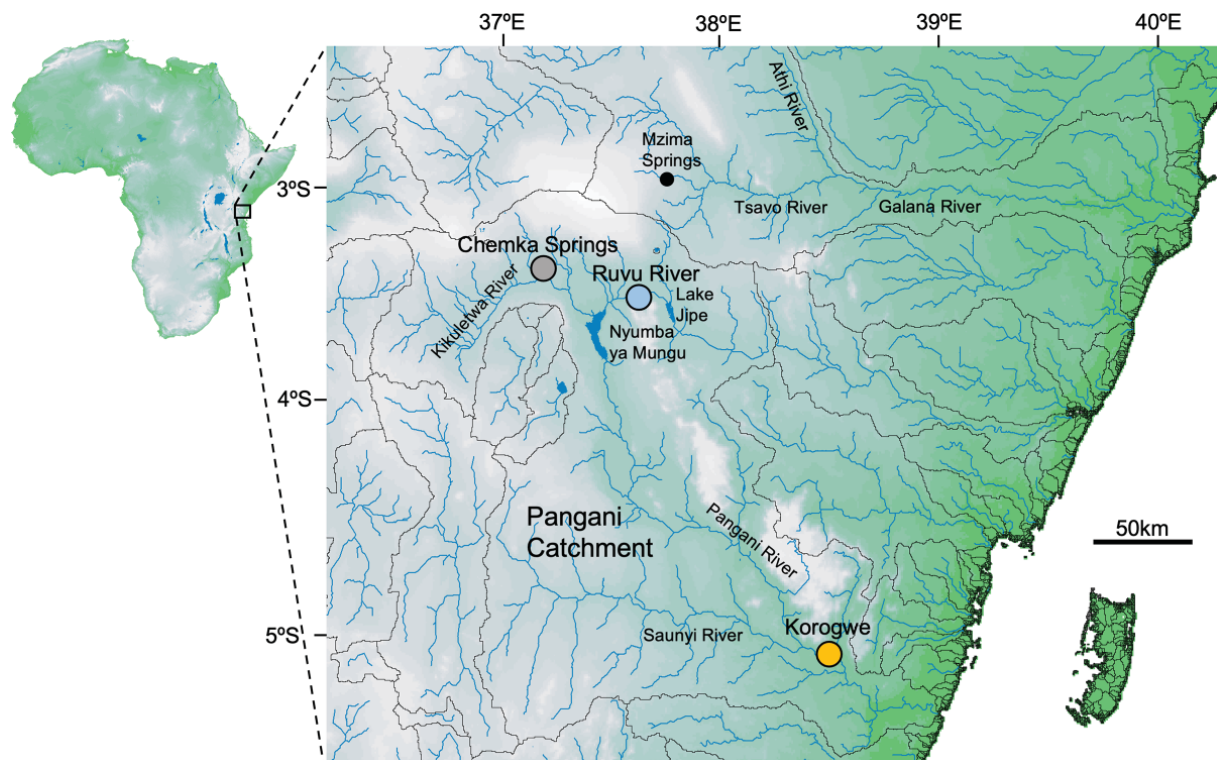 37ºE
38ºE
39ºE
40ºE
Athi River
Mzima
Springs
3ºS
Tsavo River
Galana River
Chemka Springs
Ruvu River
Kikuletwa River
Lake
Jipe
Nyumba
ya Mungu
4ºS
Pangani
Catchment
Pangani River
50km
5ºS
Saunyi River
Korogwe